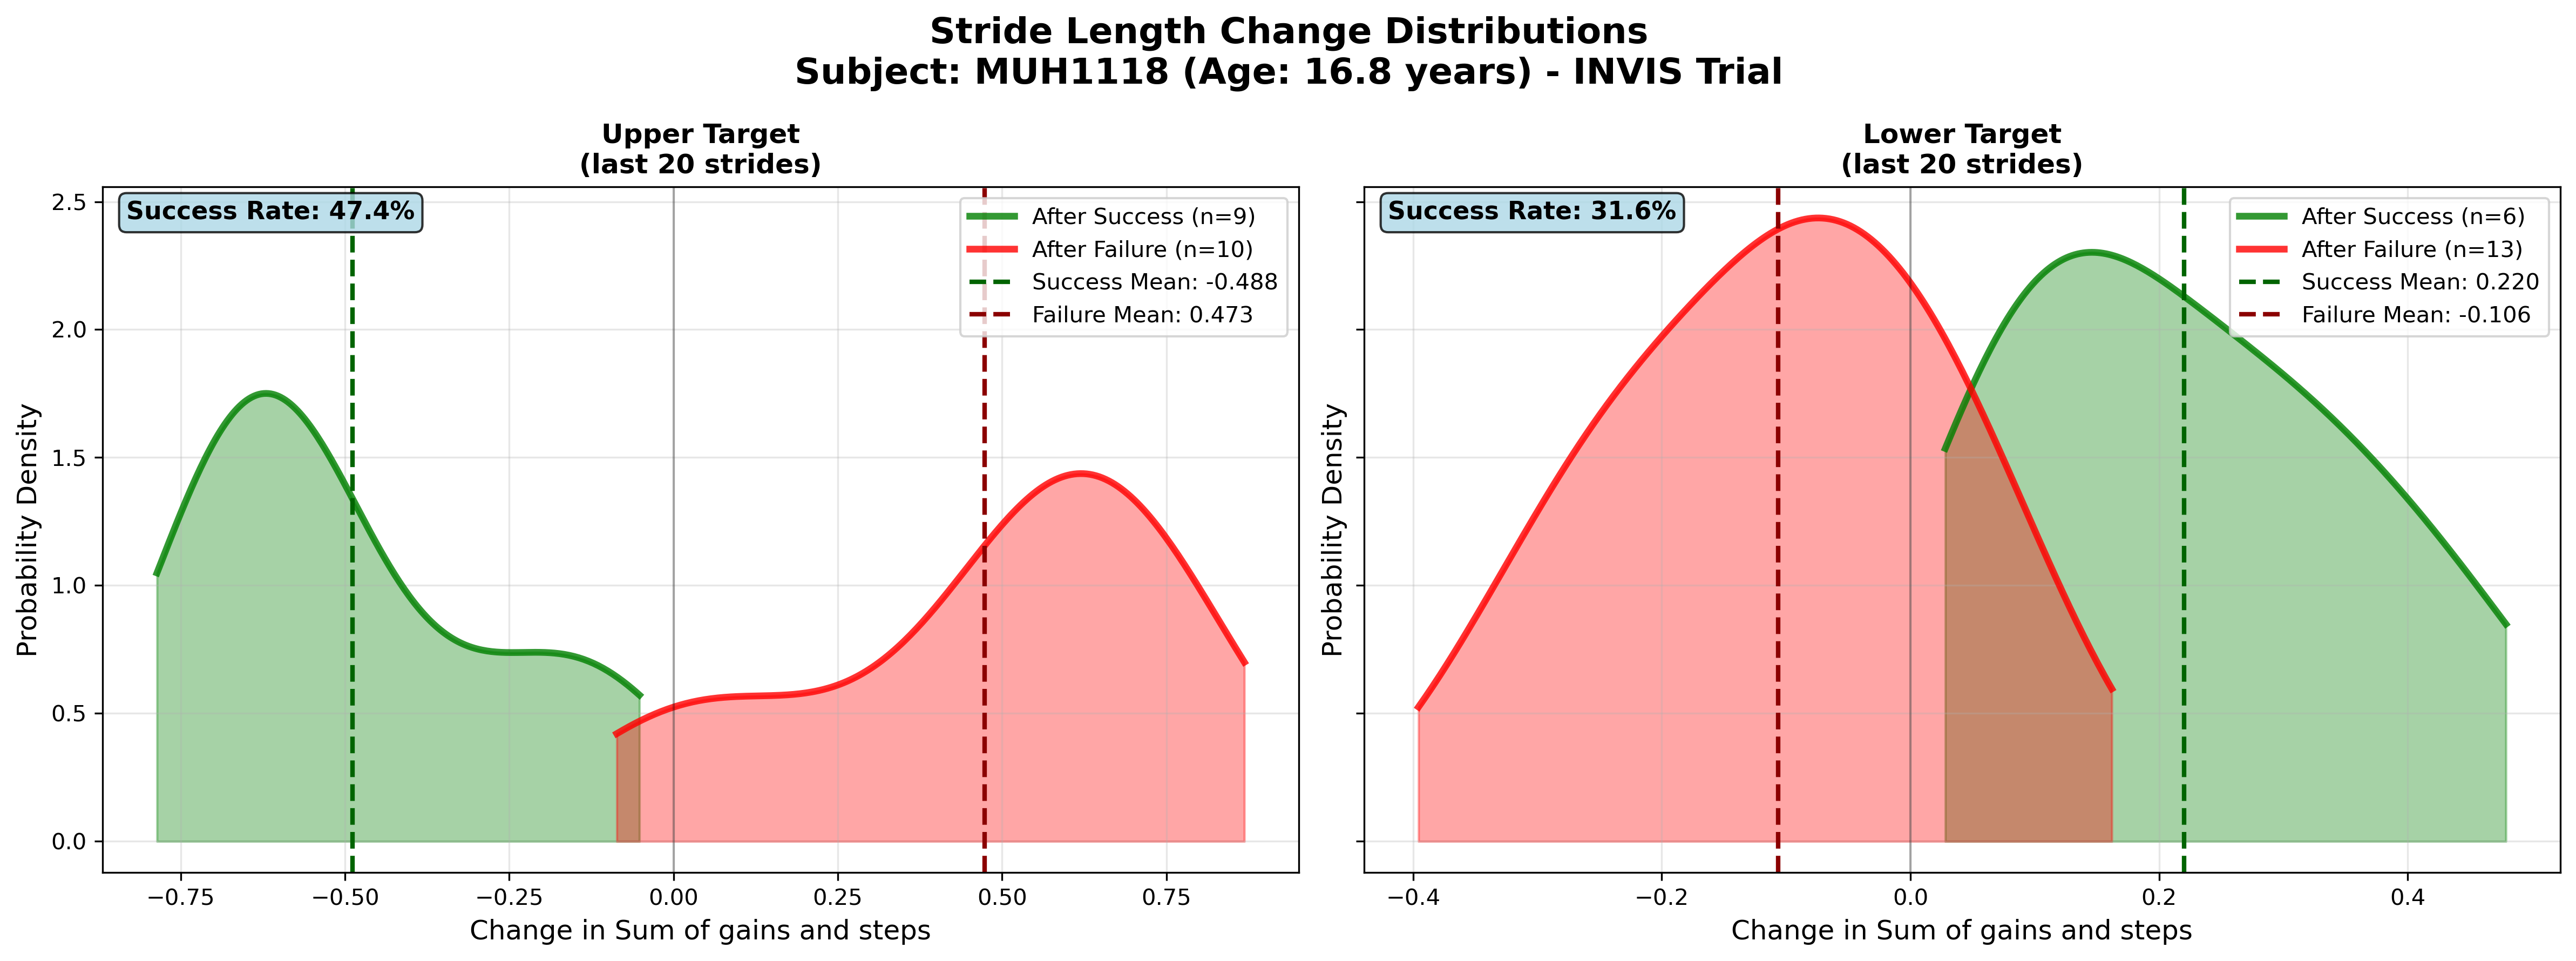 Stride Length Change Distributions
Subject: MUH1118 (Age: 16.8 years) - INVIS Trial
Upper Target
(last 20 strides)
Success Rate: 47.4%
After Success (n=9)
After Failure (n=10)
Success Mean: -0.488
Failure Mean: 0.473
Probability Density
2.5
2.0
1.5
1.0
0.5
0.0
−0.75 −0.50 −0.25 0.00 0.25 0.50 0.75
Change in Sum of gains and steps
Lower Target
(last 20 strides)
Success Rate: 31.6%
After Success (n=6)
After Failure (n=13)
Success Mean: 0.220
Failure Mean: -0.106
Probability Density
−0.4 −0.2 0.0 0.2 0.4
Change in Sum of gains and steps